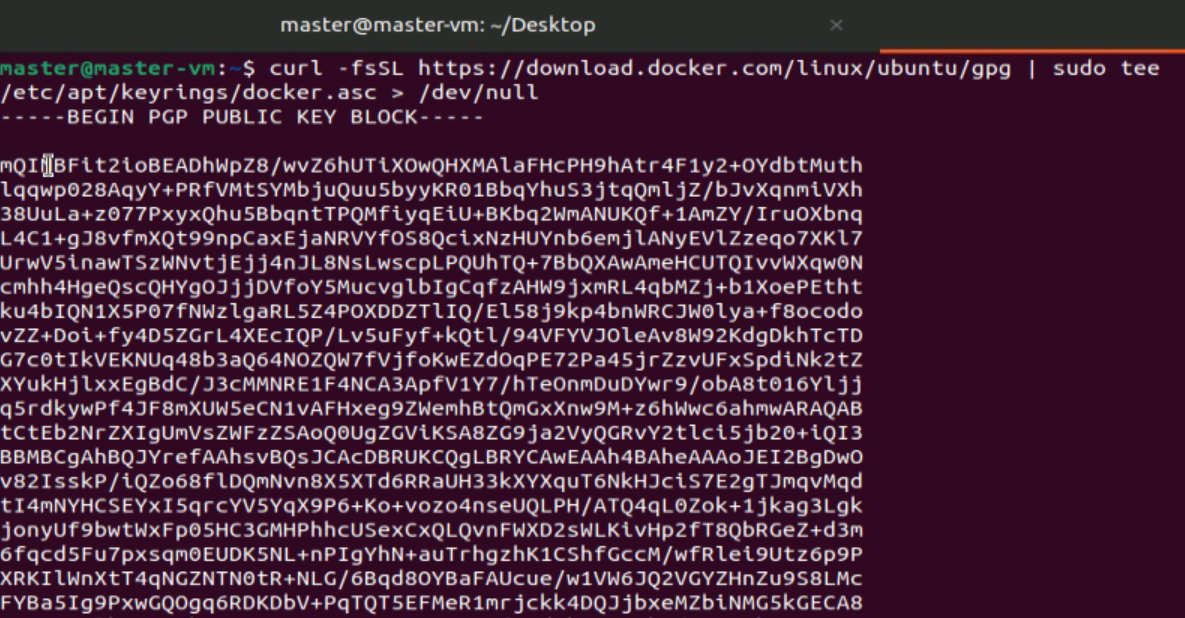 master@master-vm: ~/Desktop
master@master-vm:~$ curl -fsSL https://download.docker.com/linux/ubuntu/gpg | sudo tee
/etc/apt/keyrings/docker.asc > /dev/null
-----BEGIN PGP PUBLIC KEY BLOCK-----
mQINBFit2ioBEADhWpZ8/wvZ6hUTiXOwQHXMAlaFHcPH9hAtr4F1y2+OYdbtMuth
lqqwp028AqyY+PRfVMtSYMbjuQuu5byyKR01BbqYhuS3jtqQmljZ/bJvXqnmiVXh
38UuLa+z077PxyxQhu5BbqntTPQMfiyqEiU+BKbq2WmANUKQf+1AmZY/IruOXbnq
L4C1+gJ8vfmXQt99npCaxEjaNRVYfOS8QcixNzHUYnb6emjlANyEVlZzeqo7XKl7
UrwV5inawTSzWNvtjEjj4nJL8NsLwscpLPQUhTQ+7BbQXAwAmeHCUTQIvvWXqw0N
cmhh4HgeQscQHYgOJjjDVfoY5MucvglbIgCqfzAHW9jxmRL4qbMZj+b1XoePEtht
ku4bIQN1X5P07fNWzlgaRL5Z4POXDDZTlIQ/El58j9kp4bnWRCJW0lya+f8ocodo
vZZ+Doi+fy4D5ZGrL4XEcIQP/Lv5uFyf+kQtl/94VFYVJOleAv8W92KdgDkhTcTD
G7c0tIkVEKNUq48b3aQ64NOZQW7fVjfoKwEZdOqPE72Pa45jrZzvUFxSpdiNk2tZ
XYukHjlxxEgBdC/J3cMMNRE1F4NCA3ApfV1Y7/hTeOnmDuDYwr9/obA8t016Yljj
q5rdkywPf4JF8mXUW5eCN1vAFHxeg9ZWemhBtQmGxXnw9M+z6hWwc6ahmwARAQAB
tCtEb2NrZXIgUmVsZWFzZSAoQ0UgZGViKSA8ZG9ja2VyQGRvY2tlci5jb20+iQI3
BBMBCgAhBQJYrefAAhsvBQsJCAcDBRUKCQgLBRYCAwEAAh4BAheAAAoJEI2BgDwO
v82IsskP/iQZo68flDQmNvn8X5XTd6RRaUH33kXYXquT6NkHJciS7E2gTJmqvMqd
tI4mNYHCSEYxI5qrcYV5YqX9P6+Ko+vozo4nseUQLPH/ATQ4qL0Zok+1jkag3Lgk
jonyUf9bwtWxFp05HC3GMHPhhcUSexCxQLQvnFWXD2sWLKivHp2fT8QbRGeZ+d3m
6fqcd5Fu7pxsqm0EUDK5NL+nPIgYhN+auTrhgzhK1CShfGccM/wfRlei9Utz6p9P
XRKIlWnXtT4qNGZNTN0tR+NLG/6Bqd8OYBaFAUcue/w1VW6JQ2VGYZHnZu9S8LMc
FYBa5Ig9PxwGQOgq6RDKDbV+PqTQT5EFMeR1mrjckk4DQJjbxeMZbiNMG5kGECA8